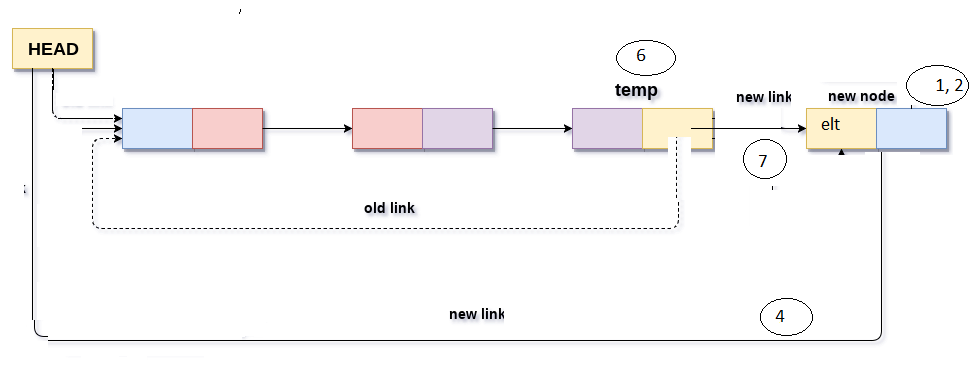 HEAD
6
temp
new link
new node
1, 2
elt
7
old link
new link
4